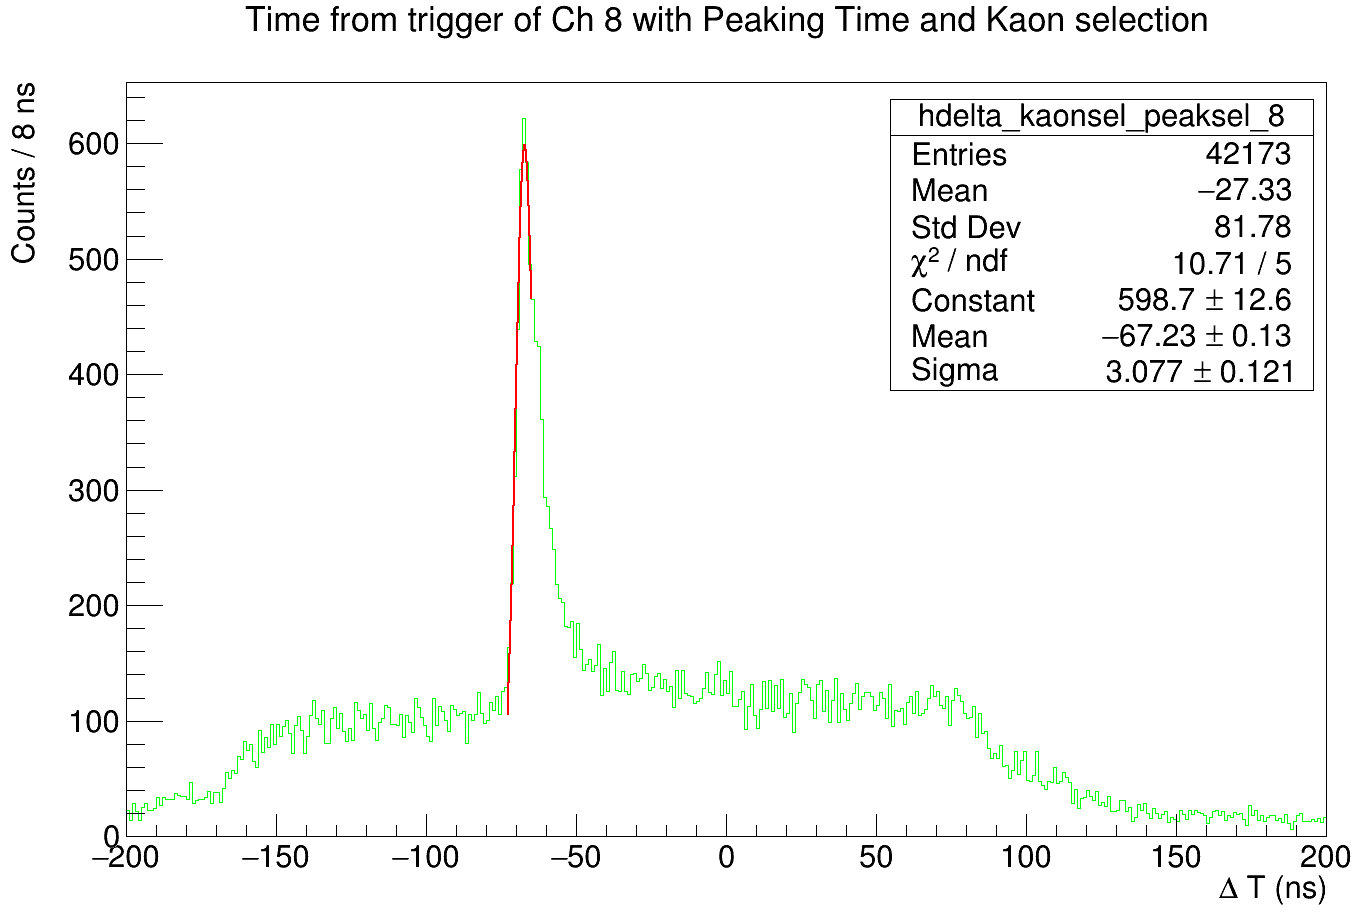 Time from trigger of Ch 8 with Peaking Time and Kaon selection
Counts / 8 ns
600
500
400
300
200
100
0
hdelta_kaonsel_peaksel_8
Entries 42173
Mean −27.33
Std Dev 81.78
χ² / ndf 10.71 / 5
Constant 598.7 ± 12.6
Mean −67.23 ± 0.13
Sigma 3.077 ± 0.121
−200 −150 −100 −50 0 50 100 150 200
Δ T (ns)